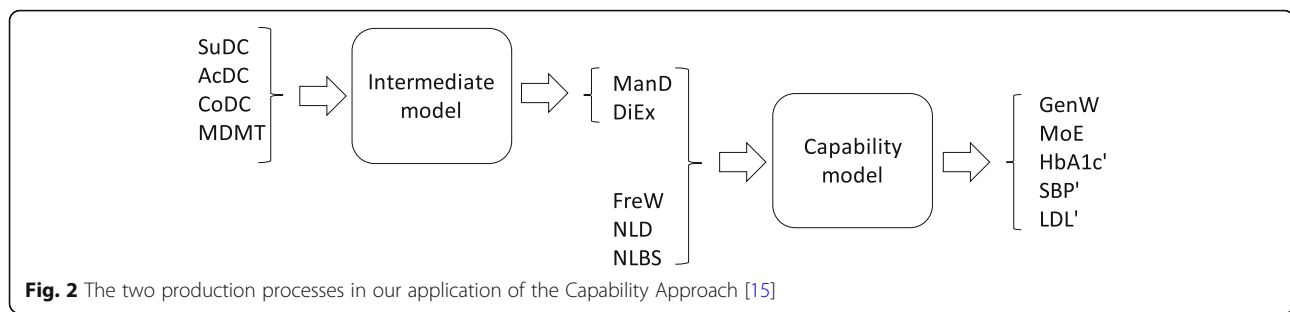 SuDC
AcDC
CoDC
MDMT
Intermediate
model
ManD
DiEx
FreW
NLD
NLBS
Capability
model
GenW
MoE
HbA1c'
SBP'
LDL'
Fig. 2 The two production processes in our application of the Capability Approach [15]